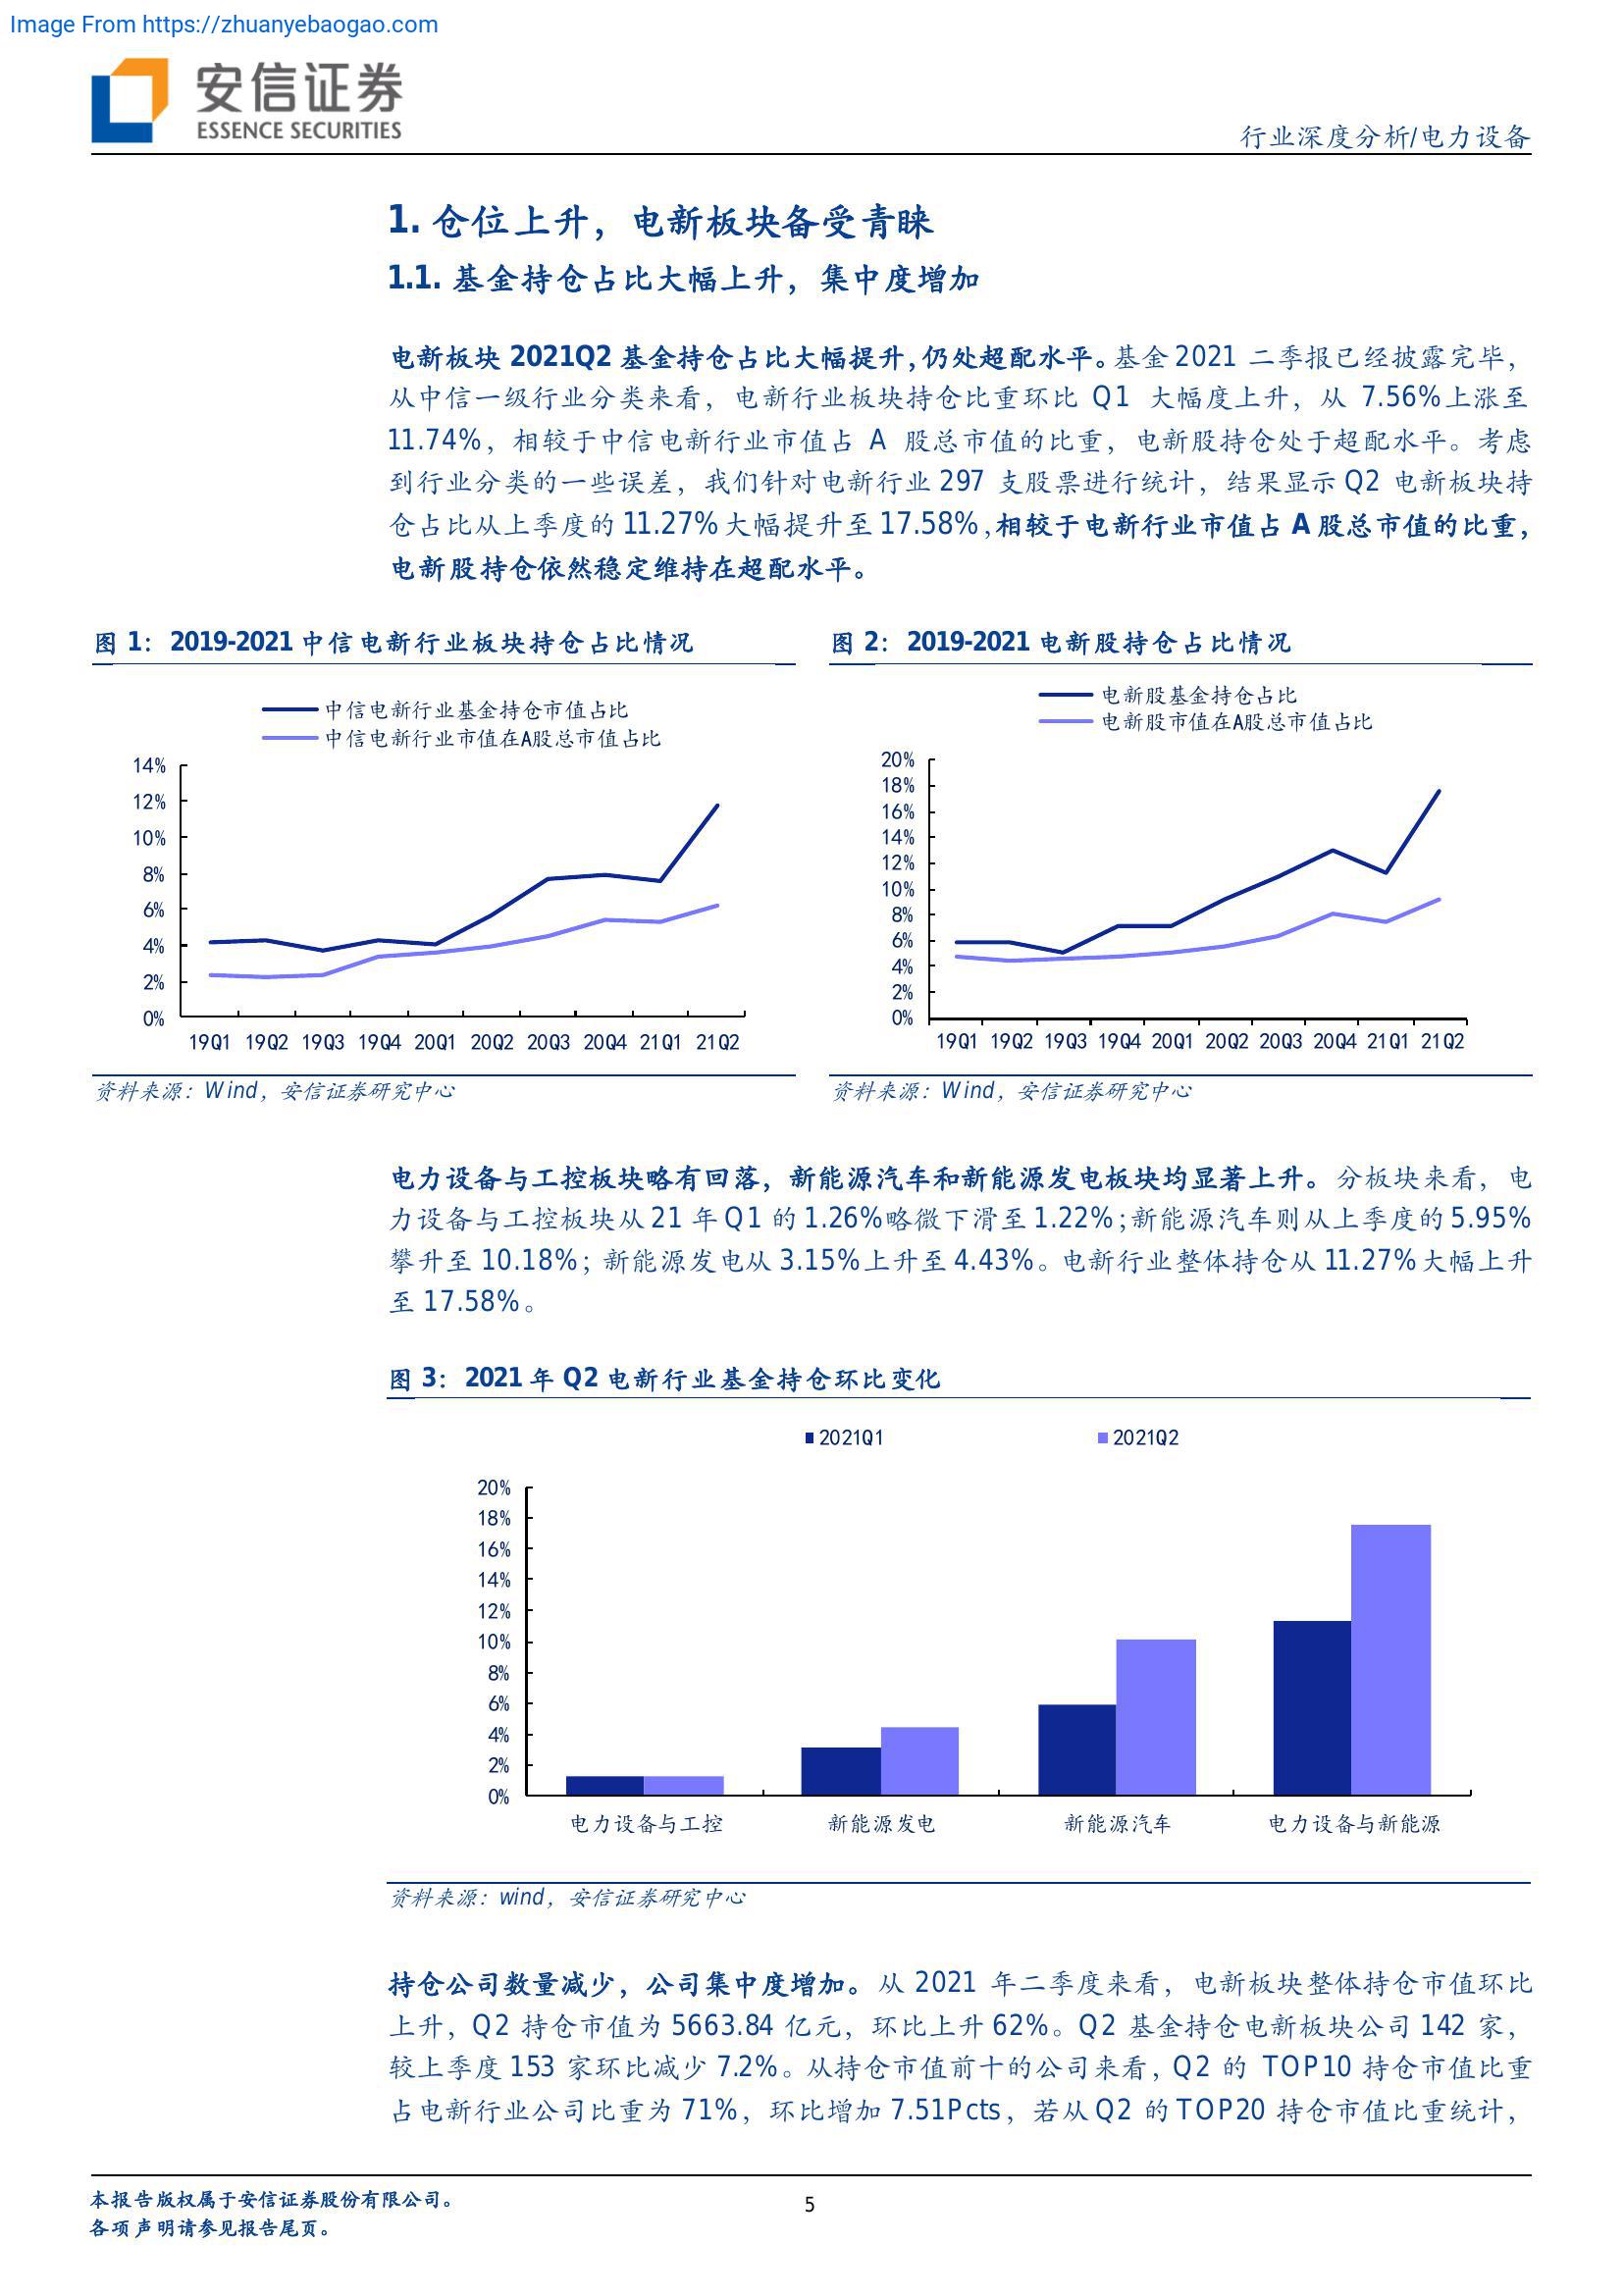 Image From https://zhuanyebaogao.com
安信证券
ESSENCE SECURITIES
行业深度分析/电力设备
1. 仓位上升，电新板块备受青睐
1.1. 基金持仓占比大幅上升，集中度增加
电新板块 2021Q2 基金持仓占比大幅提升，仍处超配水平。基金 2021 二季报已经披露完毕，
从中信一级行业分类来看，电新行业板块持仓比重环比 Q1 大幅度上升，从 7.56%上涨至
11.74%，相较于中信电新行业市值占 A 股总市值的比重，电新股持仓处于超配水平。考虑
到行业分类的一些误差，我们针对电新行业 297 支股票进行统计，结果显示 Q2 电新板块持
仓占比从上季度的 11.27%大幅提升至 17.58%，相较于电新行业市值占 A 股总市值的比重，
电新股持仓依然稳定维持在超配水平。
图 1：2019-2021 中信电新行业板块持仓占比情况
中信电新行业基金持仓市值占比
中信电新行业市值在A股总市值占比
14%
12%
10%
8%
6%
4%
2%
0%
19Q1 19Q2 19Q3 19Q4 20Q1 20Q2 20Q3 20Q4 21Q1 21Q2
资料来源：Wind，安信证券研究中心
图 2：2019-2021 电新股持仓占比情况
电新股基金持仓占比
电新股市值在A股总市值占比
20%
18%
16%
14%
12%
10%
8%
6%
4%
2%
0%
19Q1 19Q2 19Q3 19Q4 20Q1 20Q2 20Q3 20Q4 21Q1 21Q2
资料来源：Wind，安信证券研究中心
电力设备与工控板块略有回落，新能源汽车和新能源发电板块均显著上升。分板块来看，电
力设备与工控板块从 21 年 Q1 的 1.26%略微下滑至 1.22%；新能源汽车则从上季度的 5.95%
攀升至 10.18%；新能源发电从 3.15%上升至 4.43%。电新行业整体持仓从 11.27%大幅上升
至 17.58%。
图 3：2021 年 Q2 电新行业基金持仓环比变化
2021Q1 2021Q2
20%
18%
16%
14%
12%
10%
8%
6%
4%
2%
0%
电力设备与工控 新能源发电 新能源汽车 电力设备与新能源
资料来源：wind，安信证券研究中心
持仓公司数量减少，公司集中度增加。从 2021 年二季度来看，电新板块整体持仓市值环比
上升，Q2 持仓市值为 5663.84 亿元，环比上升 62%。Q2 基金持仓电新板块公司 142 家，
较上季度 153 家环比减少 7.2%。从持仓市值前十的公司来看，Q2 的 TOP10 持仓市值比重
占电新行业公司比重为 71%，环比增加 7.51Pcts，若从 Q2 的 TOP20 持仓市值比重统计，
本报告版权属于安信证券股份有限公司。
各项声明请参见报告尾页。
5